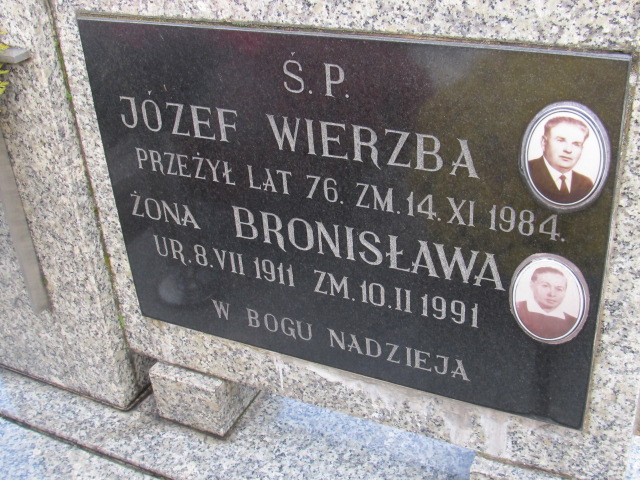 Ś.P.
JÓZEF WIERZBA
PRZEŻYŁ LAT 76. ZM.14.XI 1984.
ŻONA BRONISŁAWA
UR.8.VII 1911 ZM.10.II 1991
W BOGU NADZIEJA